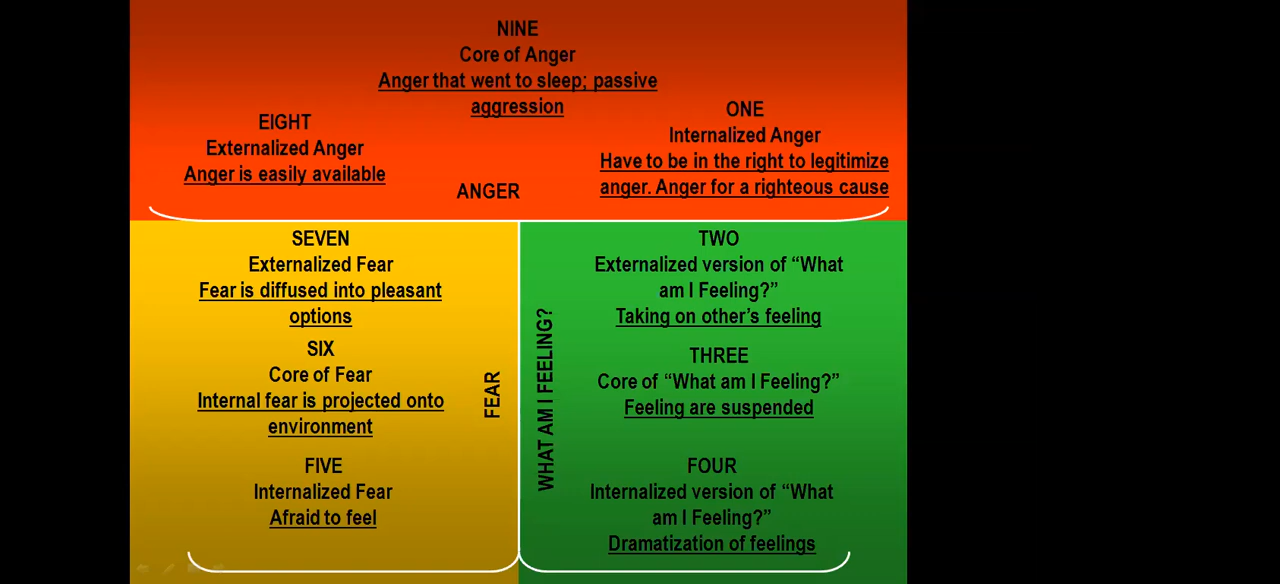 NINE
Core of Anger
Anger that went to sleep; passive
aggression
EIGHT
Externalized Anger
Anger is easily available
ONE
Internalized Anger
Have to be in the right to legitimize
anger. Anger for a righteous cause
ANGER
SEVEN
Externalized Fear
Fear is diffused into pleasant
options
SIX
Core of Fear
Internal fear is projected onto
environment
FIVE
Internalized Fear
Afraid to feel
FEAR
WHAT AM I FEELING?
TWO
Externalized version of “What
am I Feeling?”
Taking on other’s feeling
THREE
Core of “What am I Feeling?”
Feeling are suspended
FOUR
Internalized version of “What
am I Feeling?”
Dramatization of feelings